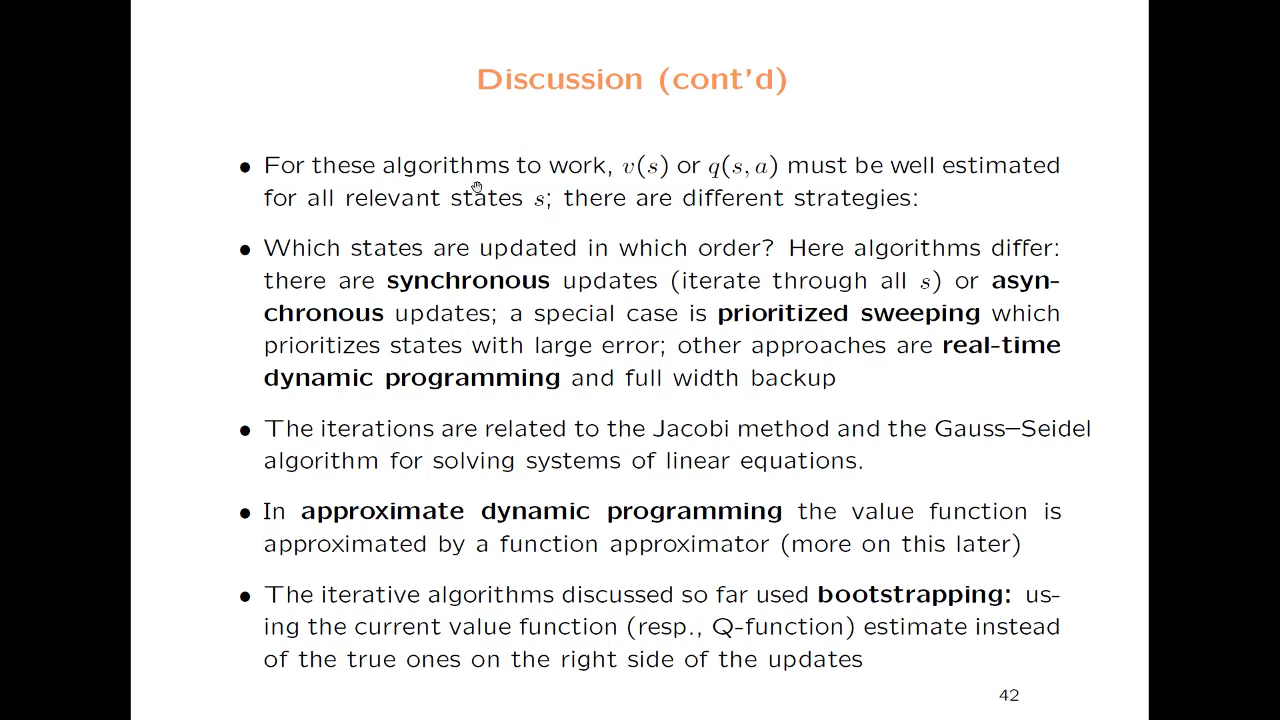 Discussion (cont'd)
• For these algorithms to work, v(s) or q(s, a) must be well estimated
for all relevant states s; there are different strategies:
• Which states are updated in which order? Here algorithms differ:
there are synchronous updates (iterate through all s) or asyn-
chronous updates; a special case is prioritized sweeping which
prioritizes states with large error; other approaches are real-time
dynamic programming and full width backup
• The iterations are related to the Jacobi method and the Gauss–Seidel
algorithm for solving systems of linear equations.
• In approximate dynamic programming the value function is
approximated by a function approximator (more on this later)
• The iterative algorithms discussed so far used bootstrapping: us-
ing the current value function (resp., Q-function) estimate instead
of the true ones on the right side of the updates
42